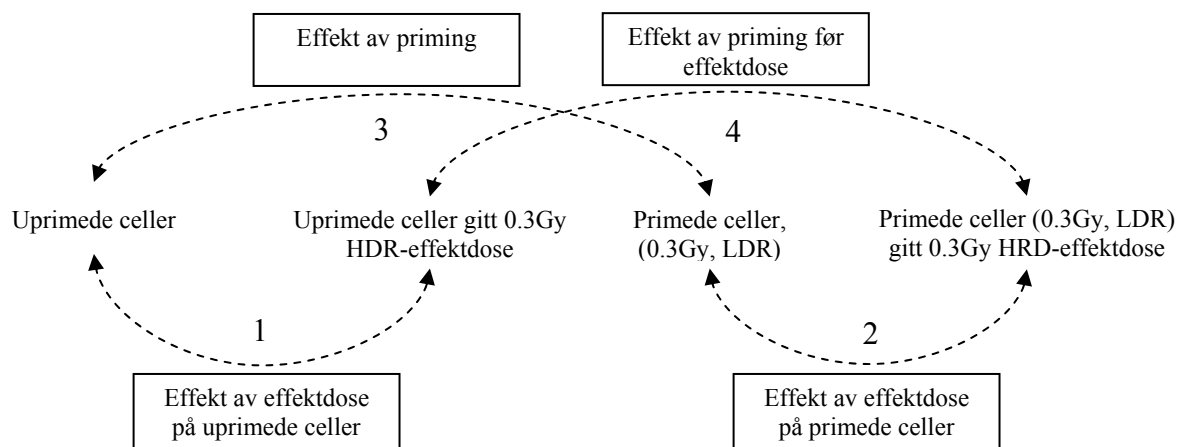 Effekt av priming
Effekt av priming før
effektdose
3
4
Uprimede celler
Uprimede celler gitt 0.3Gy
HDR-effektdose
Primede celler,
(0.3Gy, LDR)
Primede celler (0.3Gy, LDR)
gitt 0.3Gy HRD-effektdose
1
2
Effekt av effektdose
på uprimede celler
Effekt av effektdose
på primede celler